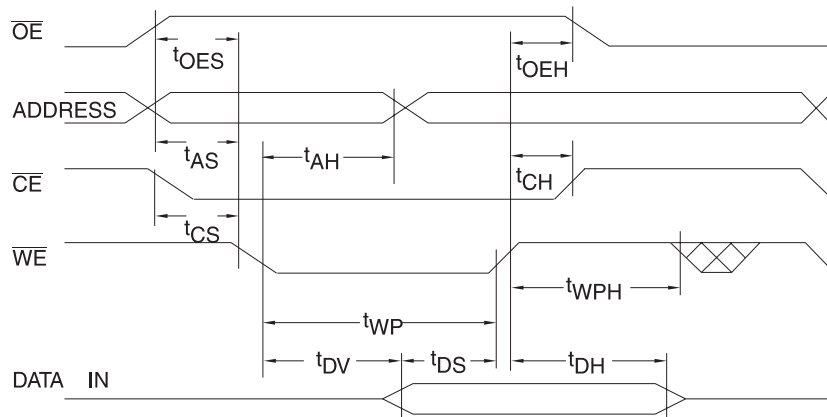 OE
tOES
tOEH
ADDRESS
tAS
tAH
tCH
CE
tCS
WE
tWPH
tWP
tDV
tDS
tDH
DATA IN